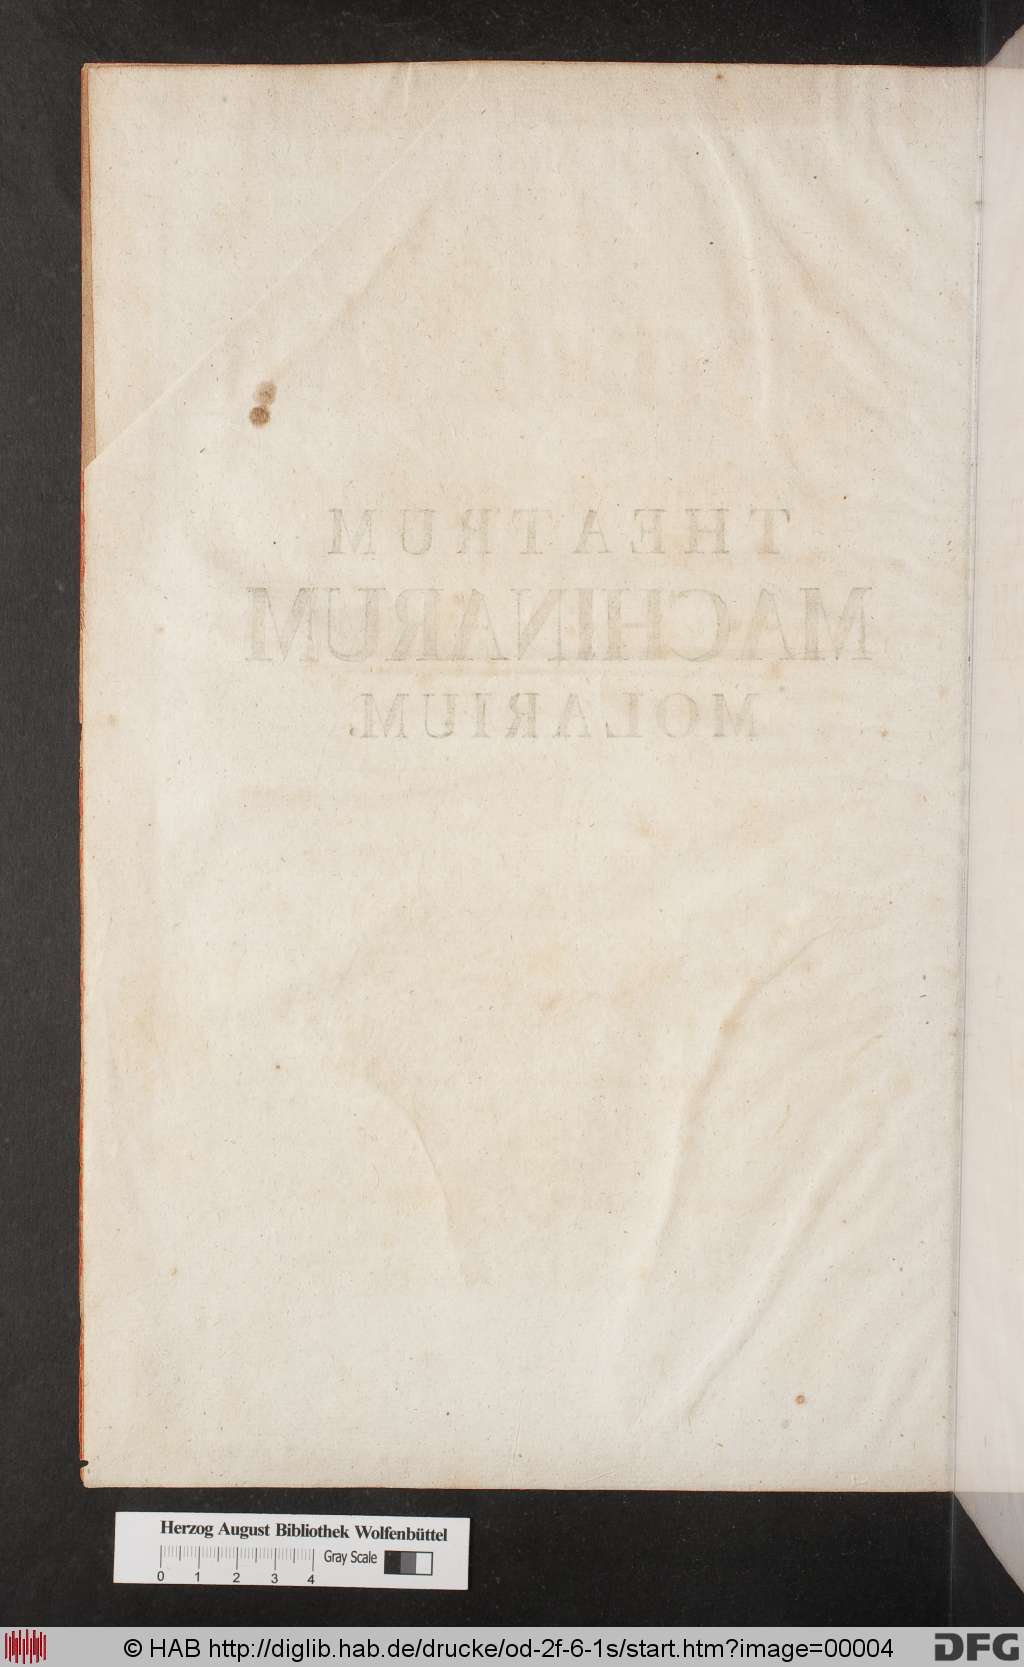 THEATRUM
MACHINARUM
MOLARIUM.
Herzog August Bibliothek Wolfenbüttel
Gray Scale
0 1 2 3 4
© HAB http://diglib.hab.de/drucke/od-2f-6-1s/start.htm?image=00004
DFG